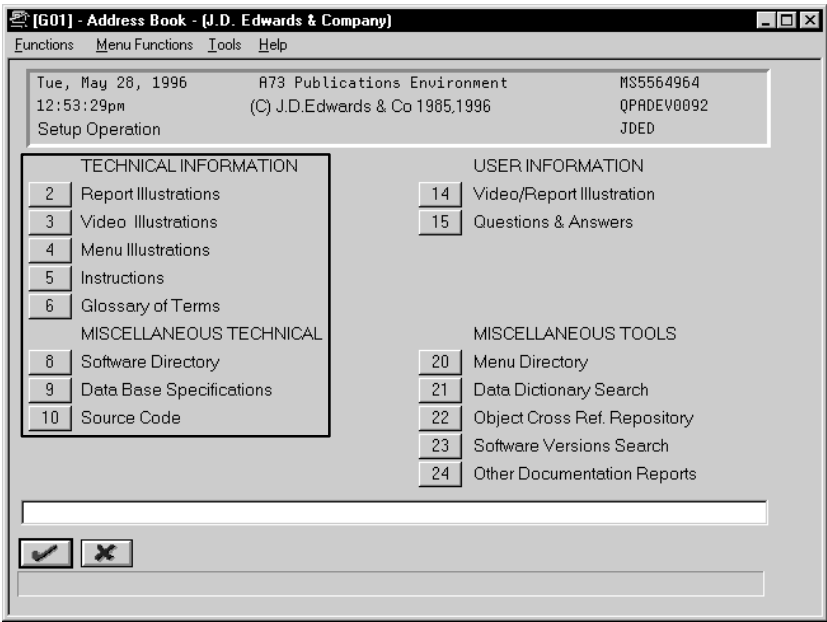 [G01] - Address Book - (J.D. Edwards & Company)
Functions Menu Functions Tools Help
Tue, May 28, 1996 A73 Publications Environment MS5564964
12:53:29pm (C) J.D.Edwards & Co 1985,1996 QPADEV0092
Setup Operation JDED
TECHNICAL INFORMATION USER INFORMATION
2 Report Illustrations 14 Video/Report Illustration
3 Video Illustrations 15 Questions & Answers
4 Menu Illustrations
5 Instructions
6 Glossary of Terms
MISCELLANEOUS TECHNICAL MISCELLANEOUS TOOLS
8 Software Directory 20 Menu Directory
9 Data Base Specifications 21 Data Dictionary Search
10 Source Code 22 Object Cross Ref. Repository
23 Software Versions Search
24 Other Documentation Reports